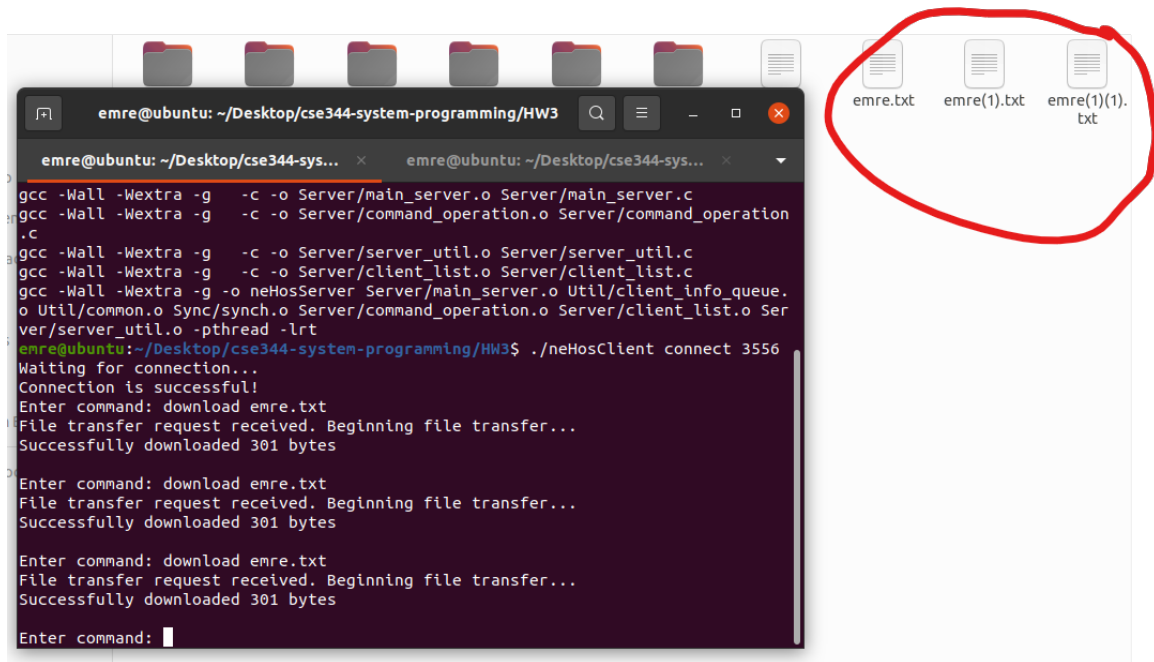 emre.txt
emre(1).txt
emre(1)(1).
txt
emre@ubuntu: ~/Desktop/cse344-system-programming/HW3
emre@ubuntu: ~/Desktop/cse344-sys...
emre@ubuntu: ~/Desktop/cse344-sys...
gcc -Wall -Wextra -g   -c -o Server/main_server.o Server/main_server.c
gcc -Wall -Wextra -g   -c -o Server/command_operation.o Server/command_operation
.c
gcc -Wall -Wextra -g   -c -o Server/server_util.o Server/server_util.c
gcc -Wall -Wextra -g   -c -o Server/client_list.o Server/client_list.c
gcc -Wall -Wextra -g -o neHosServer Server/main_server.o Util/client_info_queue.
o Util/common.o Sync/synch.o Server/command_operation.o Server/client_list.o Ser
ver/server_util.o -pthread -lrt
emre@ubuntu:~/Desktop/cse344-system-programming/HW3$ ./neHosClient connect 3556
Waiting for connection...
Connection is successful!
Enter command: download emre.txt
File transfer request received. Beginning file transfer...
Successfully downloaded 301 bytes
Enter command: download emre.txt
File transfer request received. Beginning file transfer...
Successfully downloaded 301 bytes
Enter command: download emre.txt
File transfer request received. Beginning file transfer...
Successfully downloaded 301 bytes
Enter command: